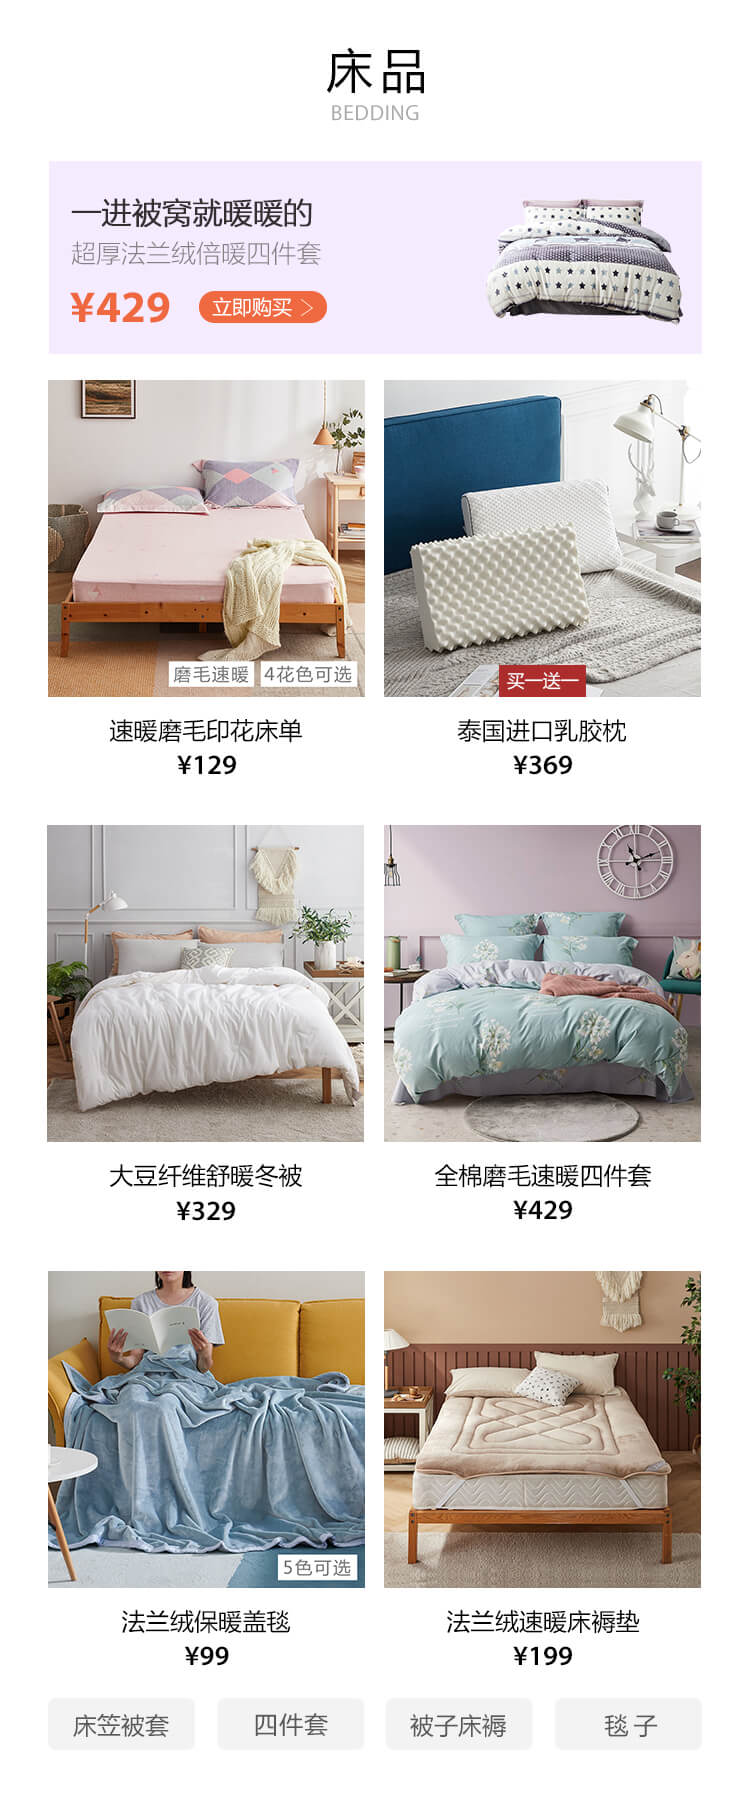 床品
BEDDING
一进被窝就暖暖的
超厚法兰绒倍暖四件套
¥429 立即购买 >
磨毛速暖 4花色可选
买一送一
速暖磨毛印花床单
¥129
泰国进口乳胶枕
¥369
大豆纤维舒暖冬被
¥329
全棉磨毛速暖四件套
¥429
5色可选
法兰绒保暖盖毯
¥99
法兰绒速暖床褥垫
¥199
床笠被套 四件套 被子床褥 毯子